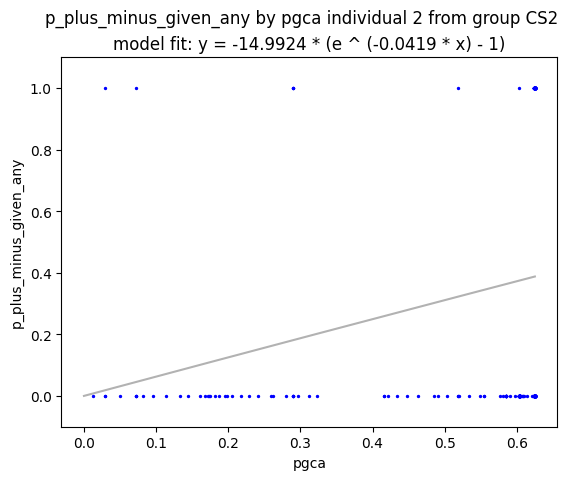 p_plus_minus_given_any by pgca individual 2 from group CS2
model fit: y = -14.9924 * (e ^ (-0.0419 * x) - 1)
1.0
0.8
0.6
0.4
0.2
0.0
p_plus_minus_given_any
0.0 0.1 0.2 0.3 0.4 0.5 0.6
pgca